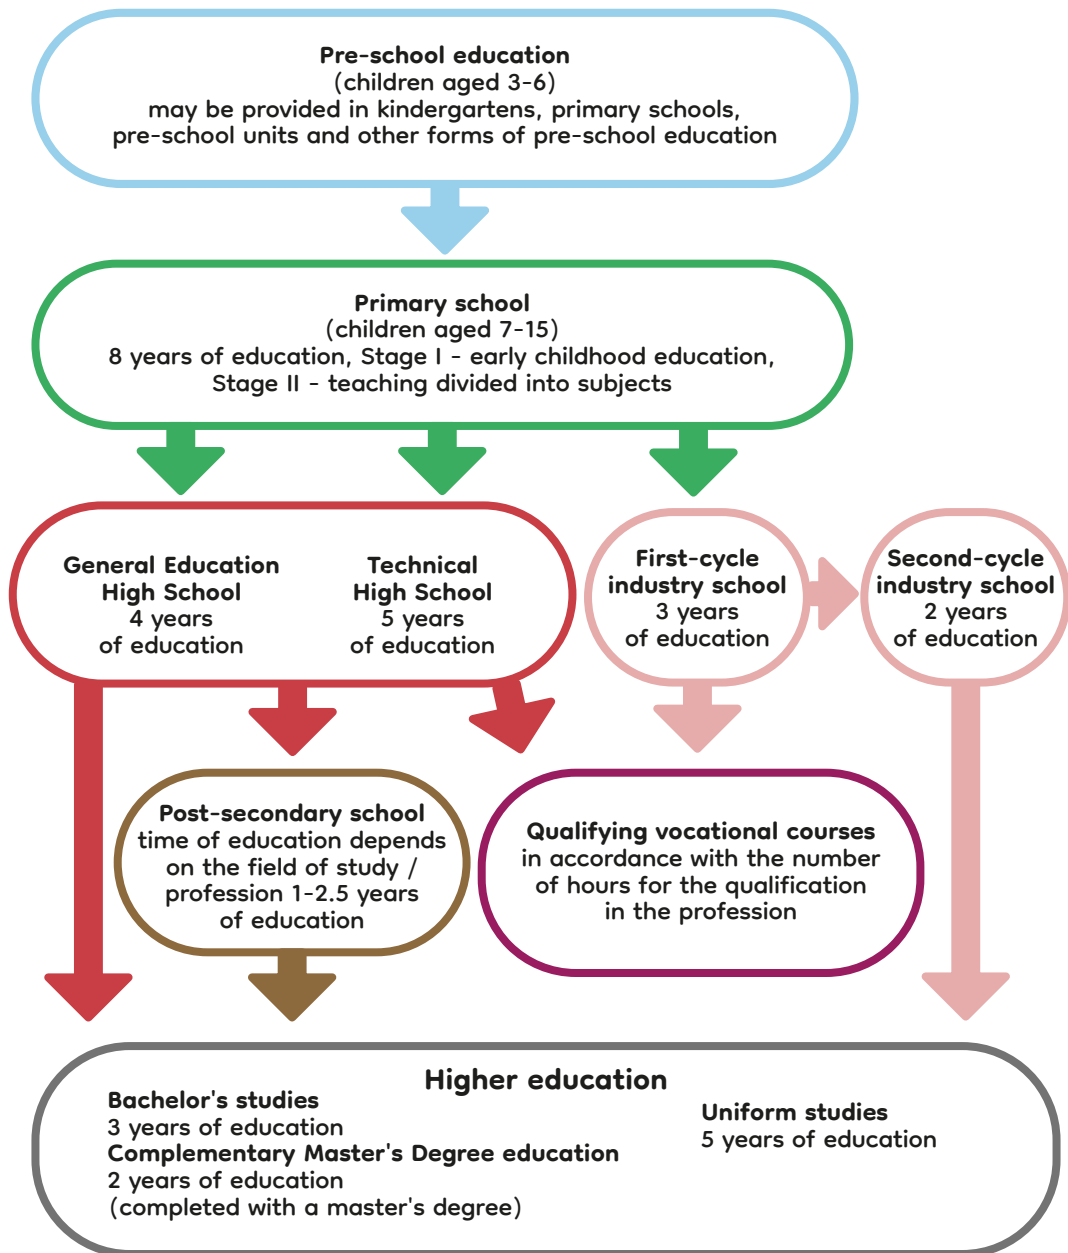 Pre-school education
(children aged 3-6)
may be provided in kindergartens, primary schools,
pre-school units and other forms of pre-school education
Primary school
(children aged 7-15)
8 years of education, Stage I - early childhood education,
Stage II - teaching divided into subjects
General Education
High School
4 years
of education
Technical
High School
5 years
of education
First-cycle
industry school
3 years
of education
Second-cycle
industry school
2 years
of education
Post-secondary school
time of education depends
on the field of study /
profession 1-2.5 years
of education
Qualifying vocational courses
in accordance with the number
of hours for the qualification
in the profession
Higher education
Bachelor's studies
3 years of education
Complementary Master's Degree education
2 years of education
(completed with a master's degree)
Uniform studies
5 years of education